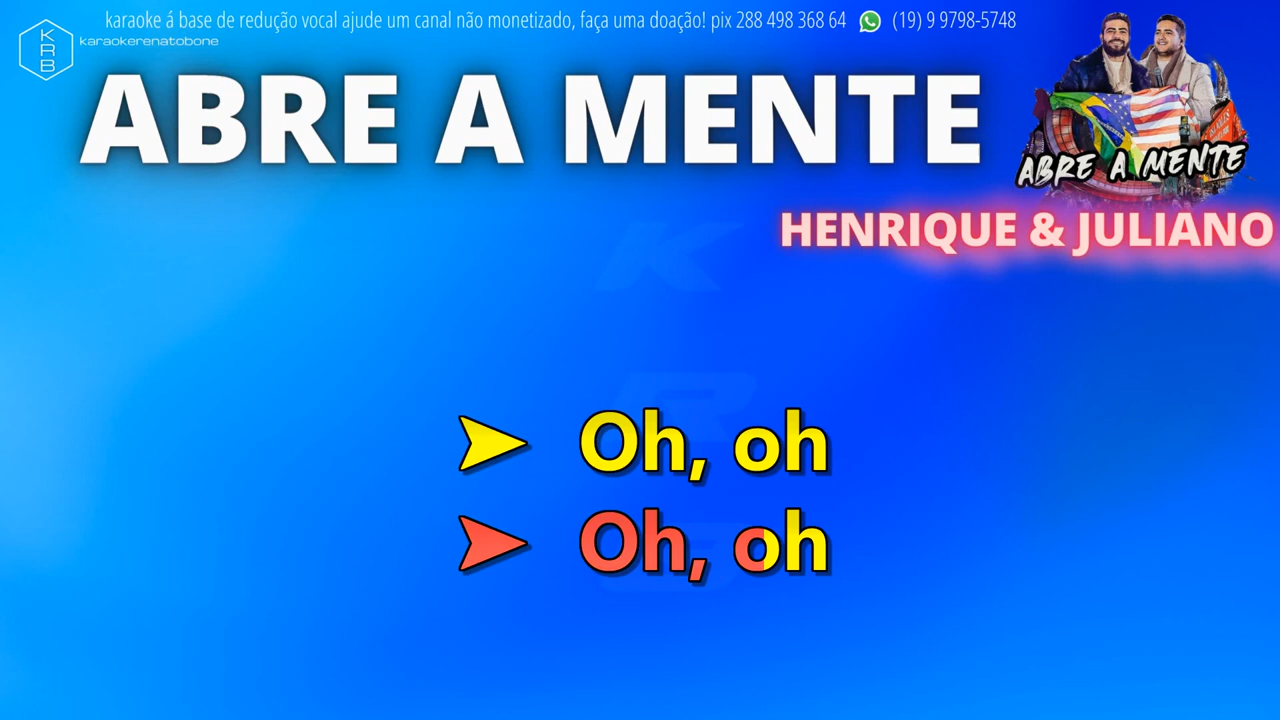 karaoke á base de redução vocal ajude um canal não monetizado, faça uma doação! pix 288 498 368 64 (19) 9 9798-5748
KRB
karaokerenatobone
ABRE A MENTE
ABRE A MENTE
HENRIQUE & JULIANO
K
R
B
Oh, oh
Oh, oh